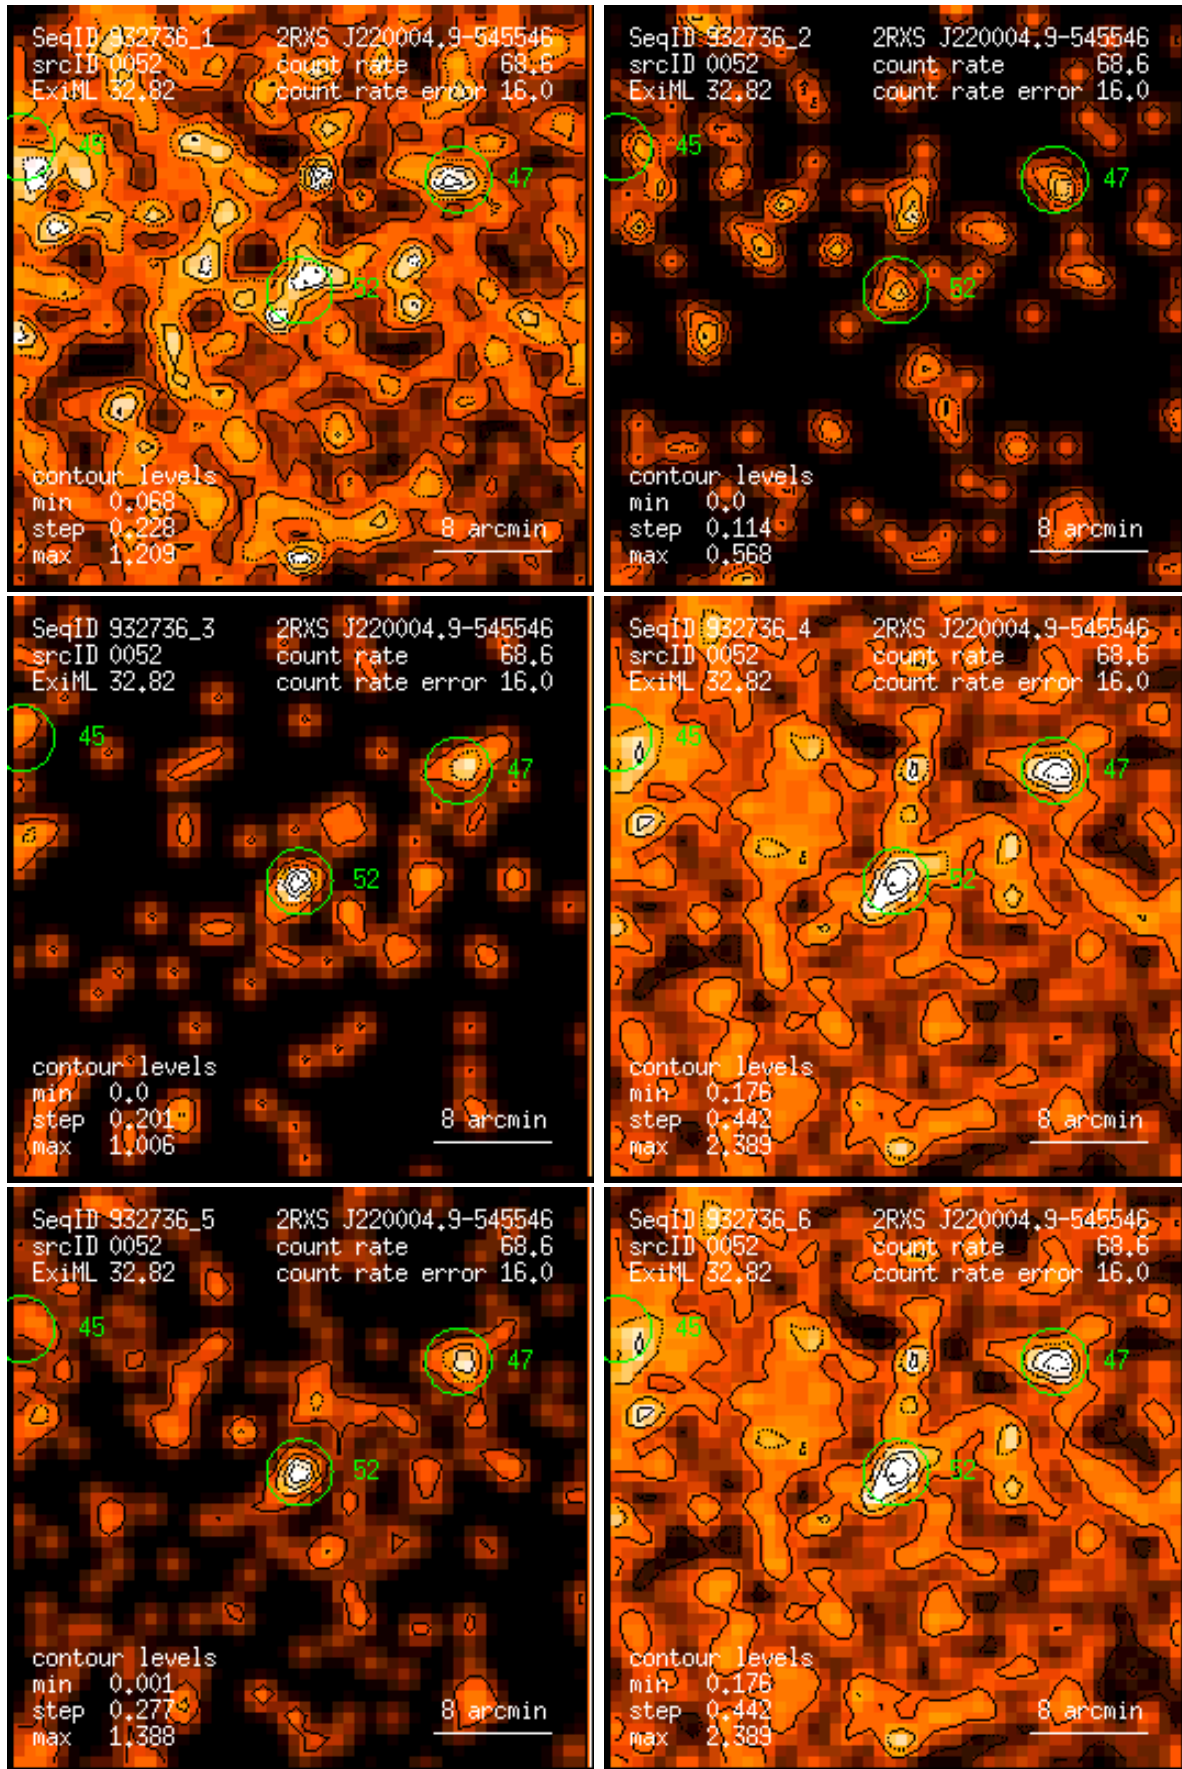 SeqID 932736_1 2RXS J220004.9-545546
srcID 0052 count rate 68.6
ExiML 32.82 count rate error 16.0
45
47
52
contour levels
min 0.068
step 0.228 8 arcmin
max 1.209
SeqID 932736_2 2RXS J220004.9-545546
srcID 0052 count rate 68.6
ExiML 32.82 count rate error 16.0
45
47
52
contour levels
min 0.0
step 0.114 8 arcmin
max 0.568
SeqID 932736_3 2RXS J220004.9-545546
srcID 0052 count rate 68.6
ExiML 32.82 count rate error 16.0
45
47
52
contour levels
min 0.0
step 0.201 8 arcmin
max 1.006
SeqID 932736_4 2RXS J220004.9-545546
srcID 0052 count rate 68.6
ExiML 32.82 count rate error 16.0
45
47
52
contour levels
min 0.176
step 0.442 8 arcmin
max 2.389
SeqID 932736_5 2RXS J220004.9-545546
srcID 0052 count rate 68.6
ExiML 32.82 count rate error 16.0
45
47
52
contour levels
min 0.001
step 0.277 8 arcmin
max 1.388
SeqID 932736_6 2RXS J220004.9-545546
srcID 0052 count rate 68.6
ExiML 32.82 count rate error 16.0
45
47
52
contour levels
min 0.176
step 0.442 8 arcmin
max 2.389